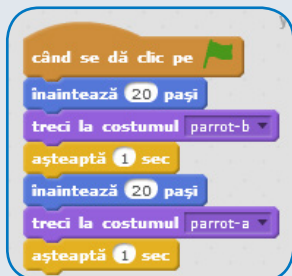 când se dă clic pe
înaintează 20 pași
treci la costumul parrot-b
așteaptă 1 sec
înaintează 20 pași
treci la costumul parrot-a
așteaptă 1 sec